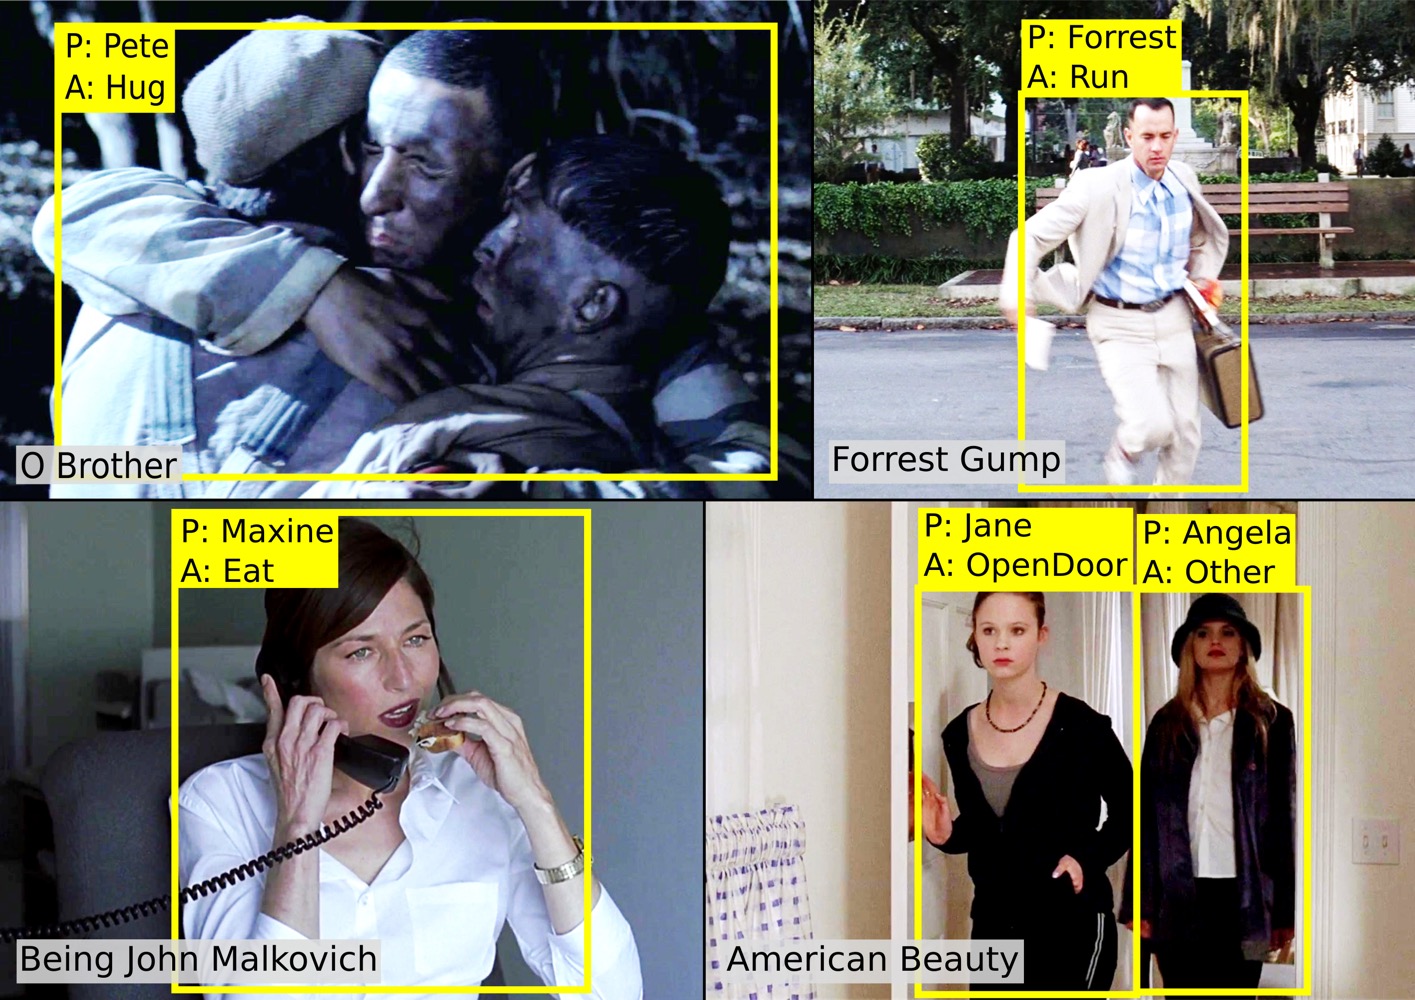 P: Pete
A: Hug
O Brother
P: Forrest
A: Run
Forrest Gump
P: Maxine
A: Eat
Being John Malkovich
P: Jane
A: OpenDoor
P: Angela
A: Other
American Beauty